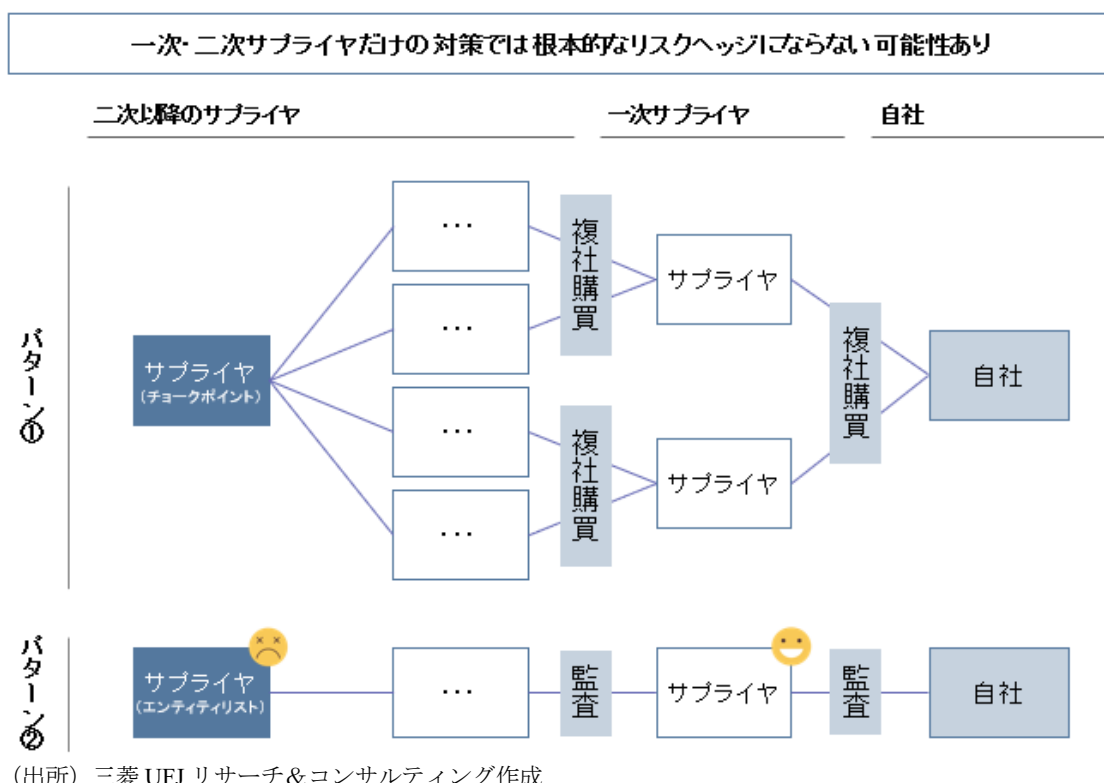 一次・二次サプライヤだけの対策では根本的なリスクヘッジにならない可能性あり
二次以降のサプライヤ
一次サプライヤ
自社
パターン①
サプライヤ
(チョークポイント)
・・・
・・・
・・・
・・・
複社購買
複社購買
サプライヤ
サプライヤ
複社購買
自社
パターン②
サプライヤ
(エンティティリスト)
・・・
監査
サプライヤ
監査
自社
(出所) 三菱 UFJ リサーチ&コンサルティング作成